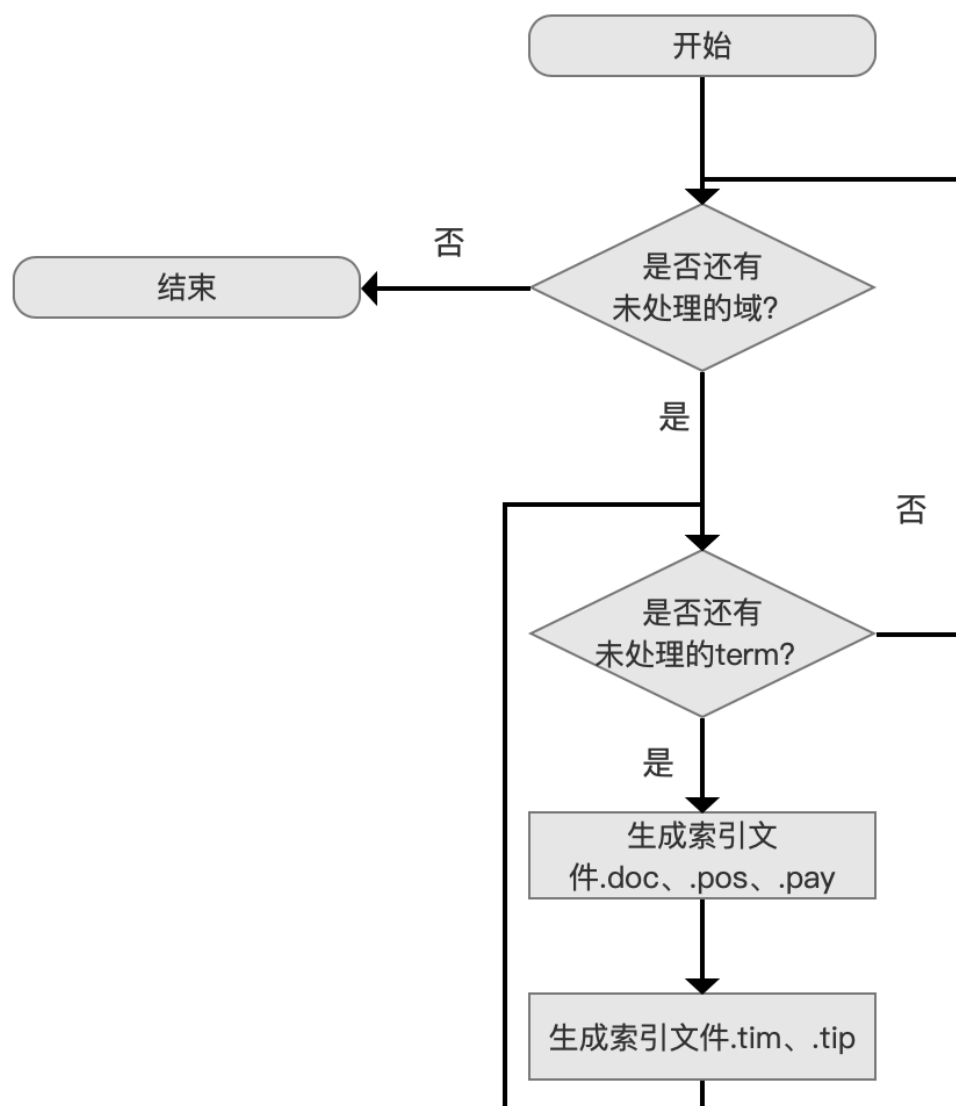 开始
否
是否还有
未处理的域?
结束
是
否
是否还有
未处理的term?
是
生成索引文
件.doc、.pos、.pay
生成索引文件.tim、.tip